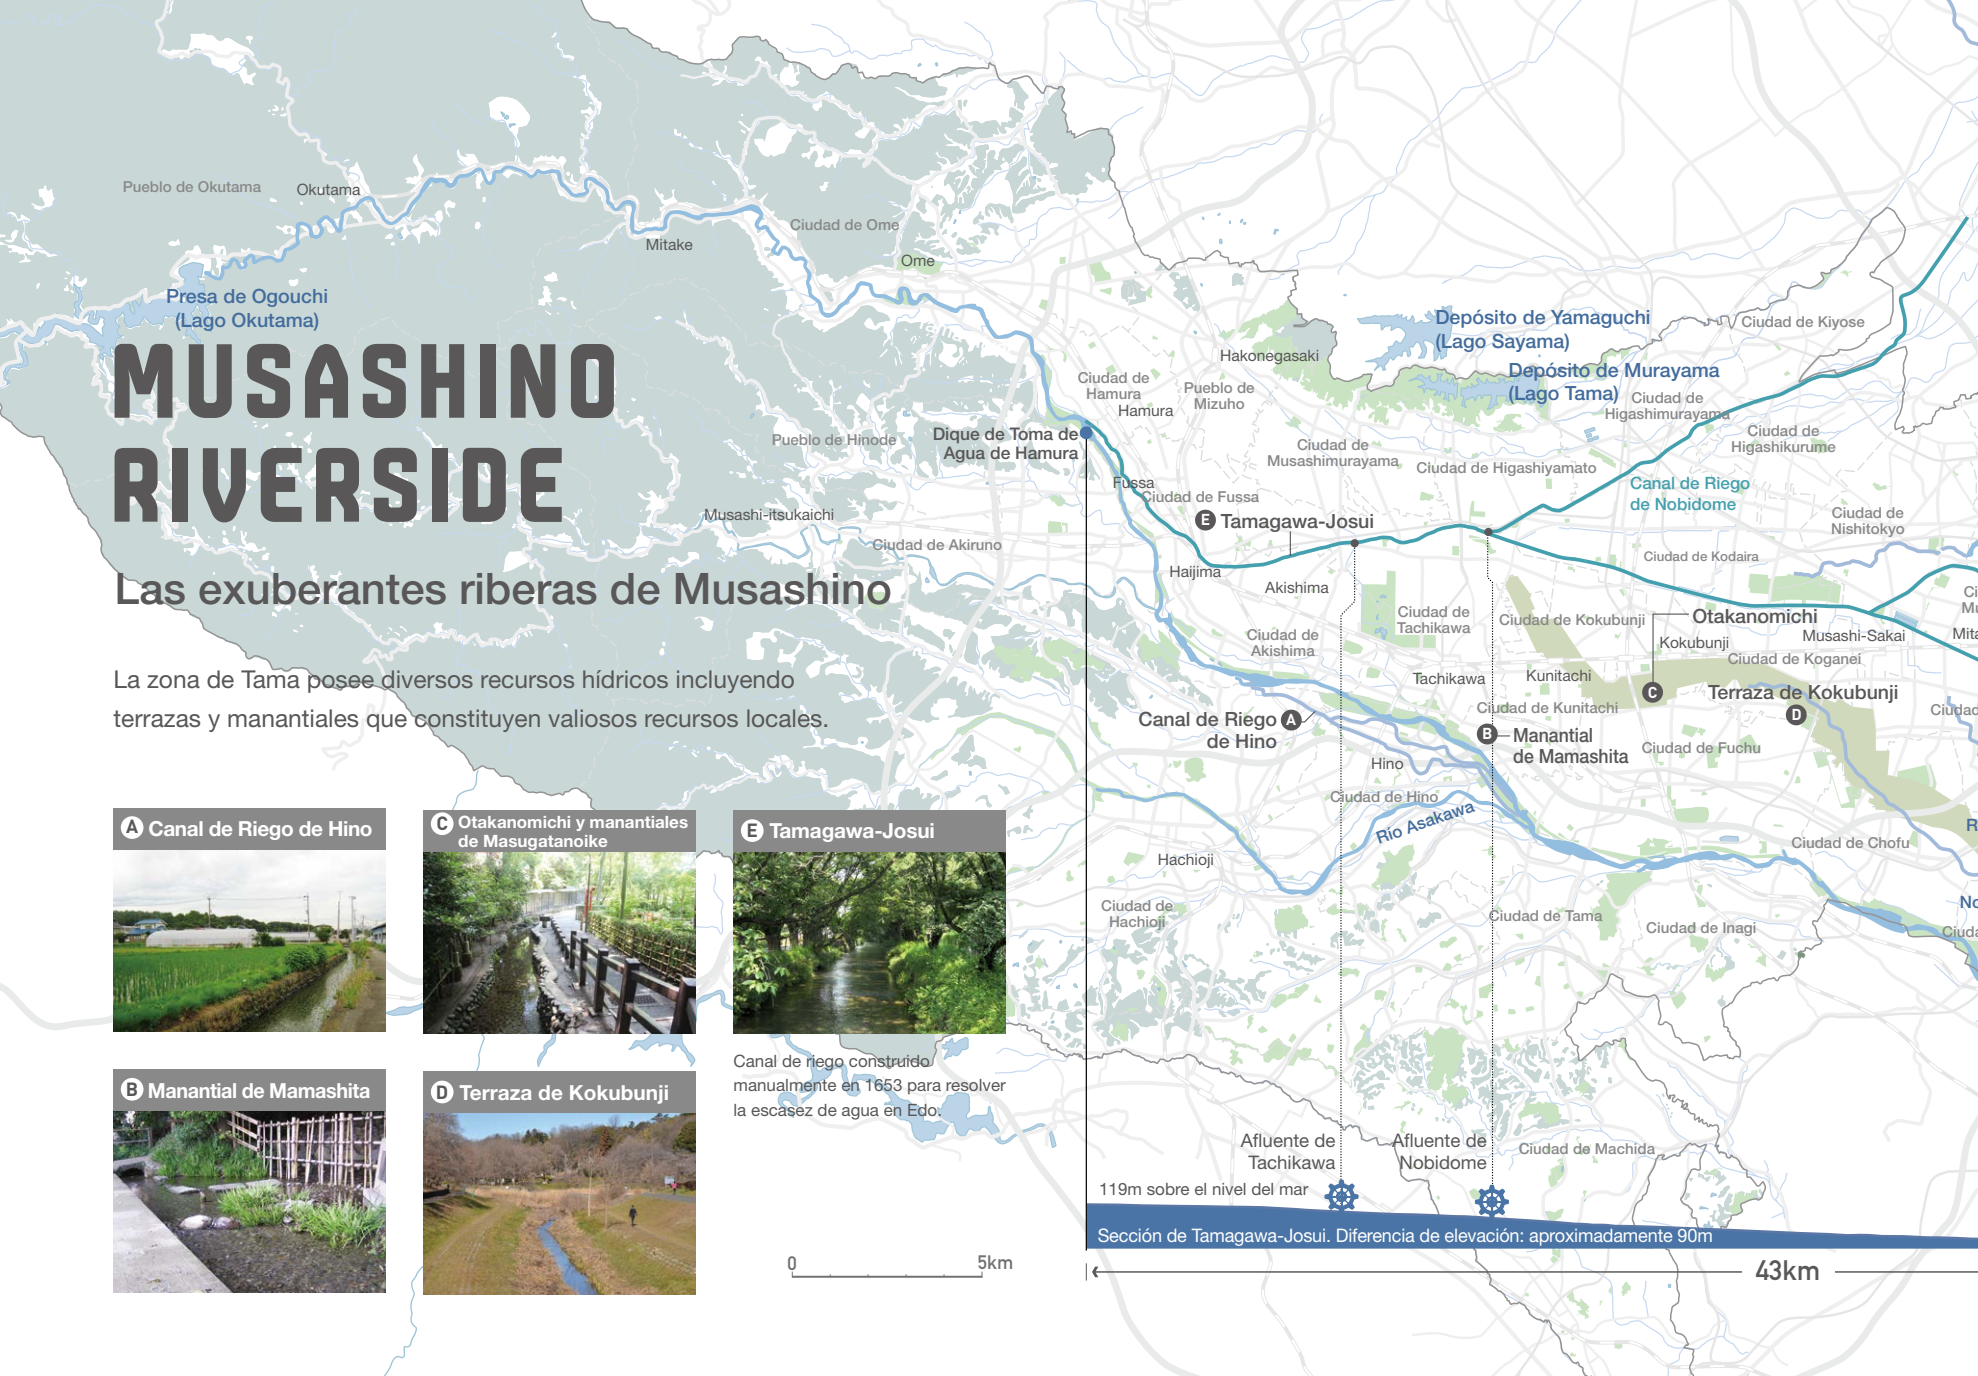 Pueblo de Okutama
Okutama
Mitake
Ciudad de Ome
Ome
Presa de Ogouchi
(Lago Okutama)
MUSASHINO
RIVERSIDE
Las exuberantes riberas de Musashino
La zona de Tama posee diversos recursos hídricos incluyendo
terrazas y manantiales que constituyen valiosos recursos locales.
Pueblo de Hinode
Dique de Toma de
Agua de Hamura
Musashi-itsukaichi
Ciudad de Akiruno
Ciudad de
Hamura
Hamura
Pueblo de
Mizuho
Hakonegasaki
Depósito de Yamaguchi
(Lago Sayama)
Depósito de Murayama
(Lago Tama)
Ciudad de Kiyose
Ciudad de
Higashimurayama
Ciudad de
Higashikurume
Ciudad de
Musashimurayama
Ciudad de Higashiyamato
Canal de Riego
de Nobidome
Ciudad de
Nishitokyo
Fussa
Ciudad de Fussa
E Tamagawa-Josui
Haijima
Akishima
Ciudad de Kodaira
Ciudad de
Tachikawa
Ciudad de Kokubunji
Otakanomichi
Kokubunji
Musashi-Sakai
Ciudad de Koganei
Ciudad de
Akishima
Tachikawa
Kunitachi
C
Terraza de Kokubunji
D
Ciudad de Kunitachi
Canal de Riego A
de Hino
B Manantial
de Mamashita
Ciudad de Fuchu
Hino
Ciudad de Hino
Río Asakawa
Ciudad de Chofu
Hachioji
Ciudad de
Hachioji
Ciudad de Tama
Ciudad de Inagi
A Canal de Riego de Hino
C Otakanomichi y manantiales
de Masugatanoike
E Tamagawa-Josui
Canal de riego construido
manualmente en 1653 para resolver
la escasez de agua en Edo.
B Manantial de Mamashita
D Terraza de Kokubunji
Afluente de
Tachikawa
Afluente de
Nobidome
Ciudad de Machida
119m sobre el nivel del mar
Sección de Tamagawa-Josui. Diferencia de elevación: aproximadamente 90m
0 5km
43km